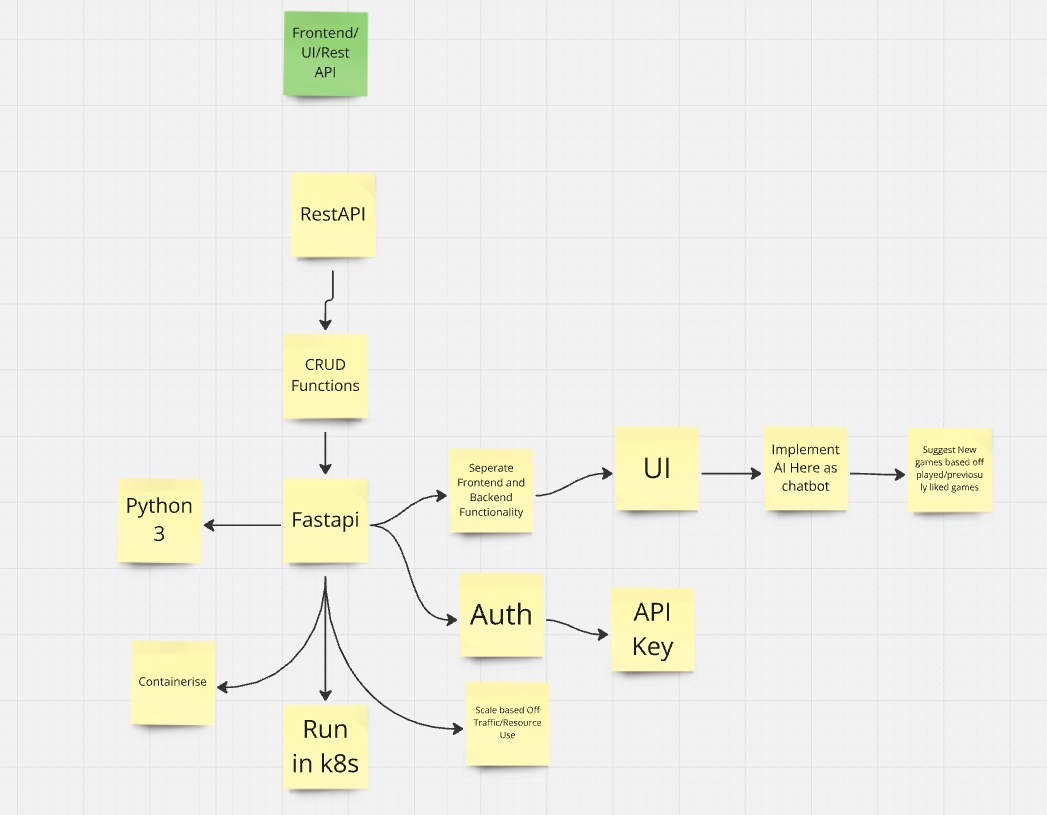 Frontend/
UI/Rest
API
RestAPI
CRUD
Functions
Fastapi
Python
3
Seperate
Frontend and
Backend
Functionality
UI
Implement
AI Here as
chatbot
Suggest New
games based off
played/previosu
ly liked games
Auth
API
Key
Containerise
Run
in k8s
Scale based Off
Traffic/Resource
Use